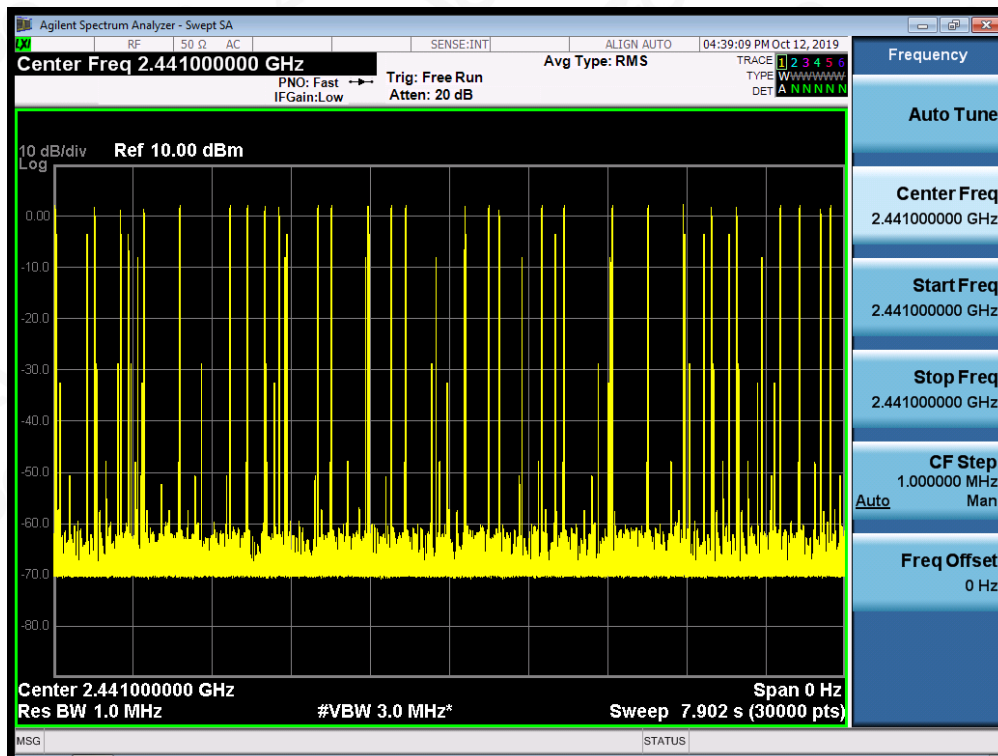 Agilent Spectrum Analyzer - Swept SA
LXI RF 50 Ω AC SENSE:INT ALIGN AUTO 04:39:09 PM Oct 12, 2019
Center Freq 2.441000000 GHz
PNO: Fast
IFGain:Low
Trig: Free Run
Atten: 20 dB
Avg Type: RMS
TRACE 1 2 3 4 5 6
TYPE W
DET A N N N N N
Frequency
Auto Tune
Center Freq
2.441000000 GHz
Start Freq
2.441000000 GHz
Stop Freq
2.441000000 GHz
CF Step
1.000000 MHz
Auto Man
Freq Offset
0 Hz
10 dB/div Ref 10.00 dBm
Log
0.00
-10.0
-20.0
-30.0
-40.0
-50.0
-60.0
-70.0
-80.0
Center 2.441000000 GHz Span 0 Hz
Res BW 1.0 MHz #VBW 3.0 MHz* Sweep 7.902 s (30000 pts)
MSG STATUS